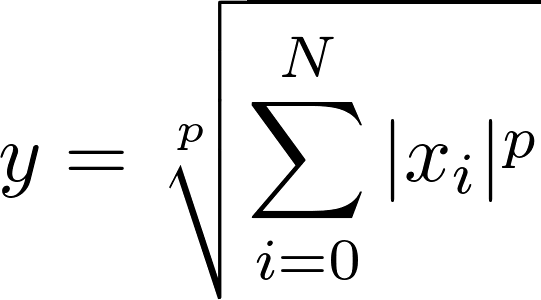 y = \sqrt[p]{\sum_{i=0}^{N} |x_i|^p}